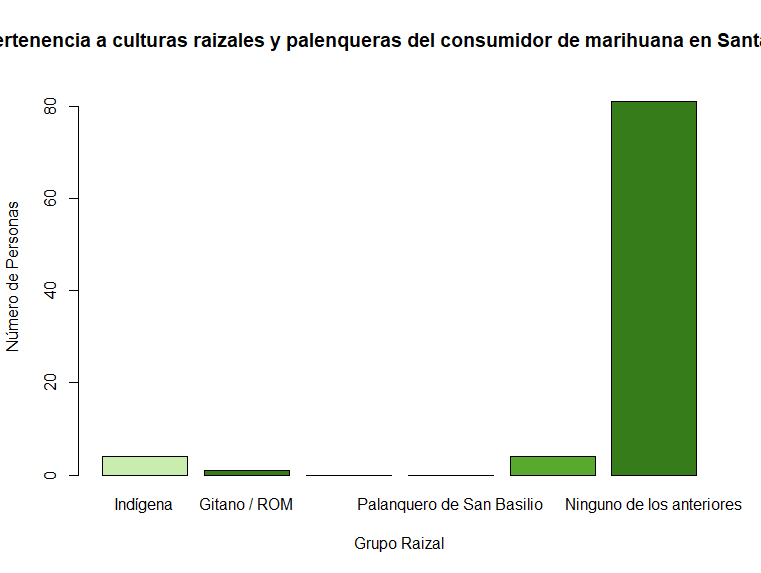 ertenencia a culturas raizales y palenqueras del consumidor de marihuana en Santa
80
60
40
20
0
Número de Personas
Indígena
Gitano / ROM
Palanquero de San Basilio
Ninguno de los anteriores
Grupo Raizal